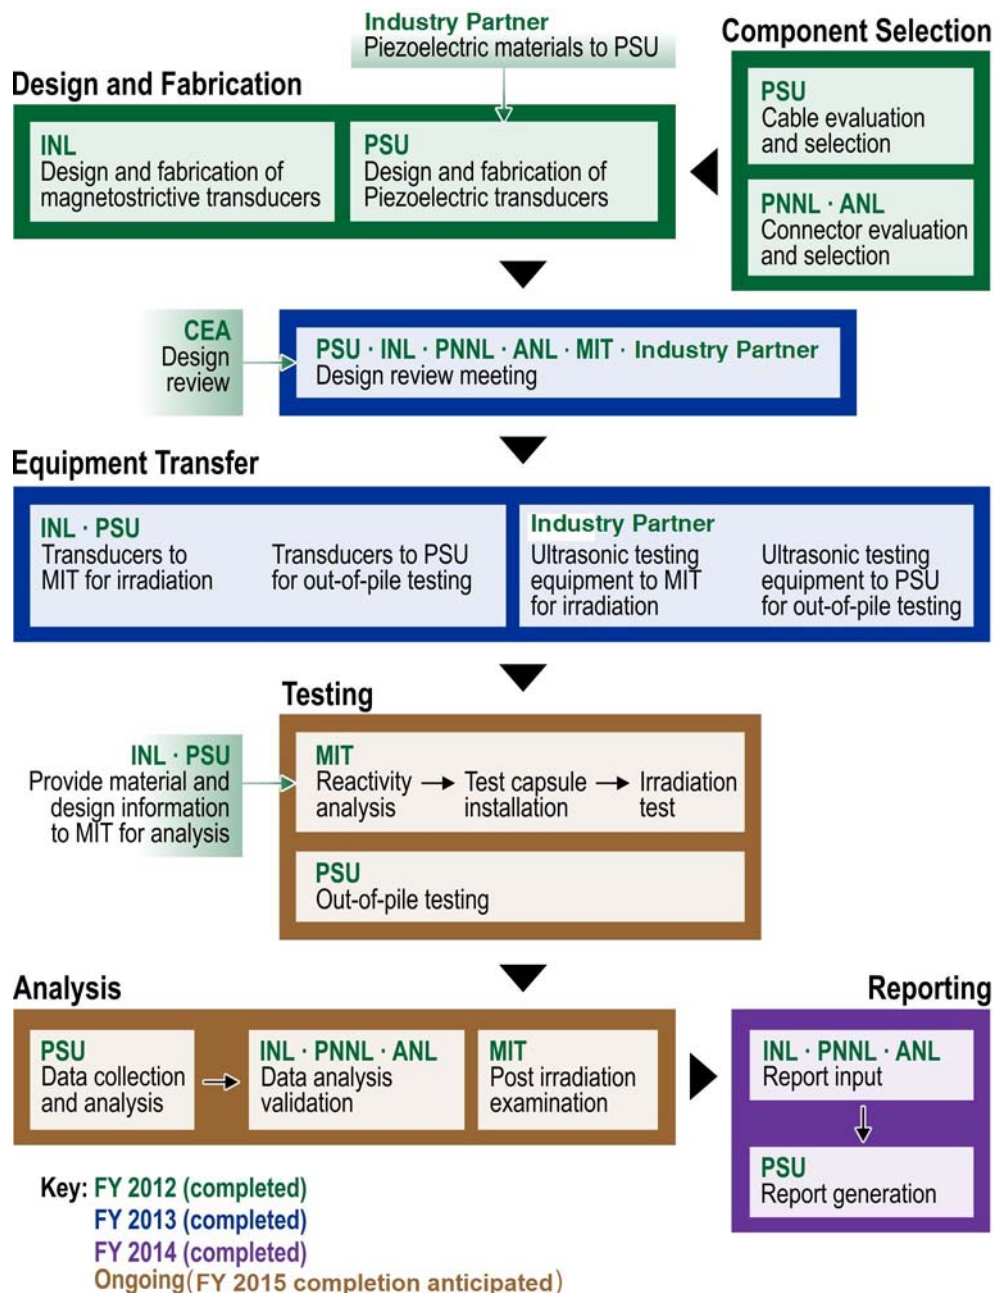 Industry Partner
Piezoelectric materials to PSU
Component Selection
PSU
Cable evaluation
and selection
PNNL · ANL
Connector evaluation
and selection
Design and Fabrication
INL
Design and fabrication of
magnetostrictive transducers
PSU
Design and fabrication of
Piezoelectric transducers
CEA
Design
review
PSU · INL · PNNL · ANL · MIT · Industry Partner
Design review meeting
Equipment Transfer
INL · PSU
Transducers to
MIT for irradiation
Transducers to PSU
for out-of-pile testing
Industry Partner
Ultrasonic testing
equipment to MIT
for irradiation
Ultrasonic testing
equipment to PSU
for out-of-pile testing
Testing
INL · PSU
Provide material and
design information
to MIT for analysis
MIT
Reactivity
analysis
Test capsule
installation
Irradiation
test
PSU
Out-of-pile testing
Analysis
PSU
Data collection
and analysis
INL · PNNL · ANL
Data analysis
validation
MIT
Post irradiation
examination
Reporting
INL · PNNL · ANL
Report input
PSU
Report generation
Key: FY 2012 (completed)
FY 2013 (completed)
FY 2014 (completed)
Ongoing (FY 2015 completion anticipated)